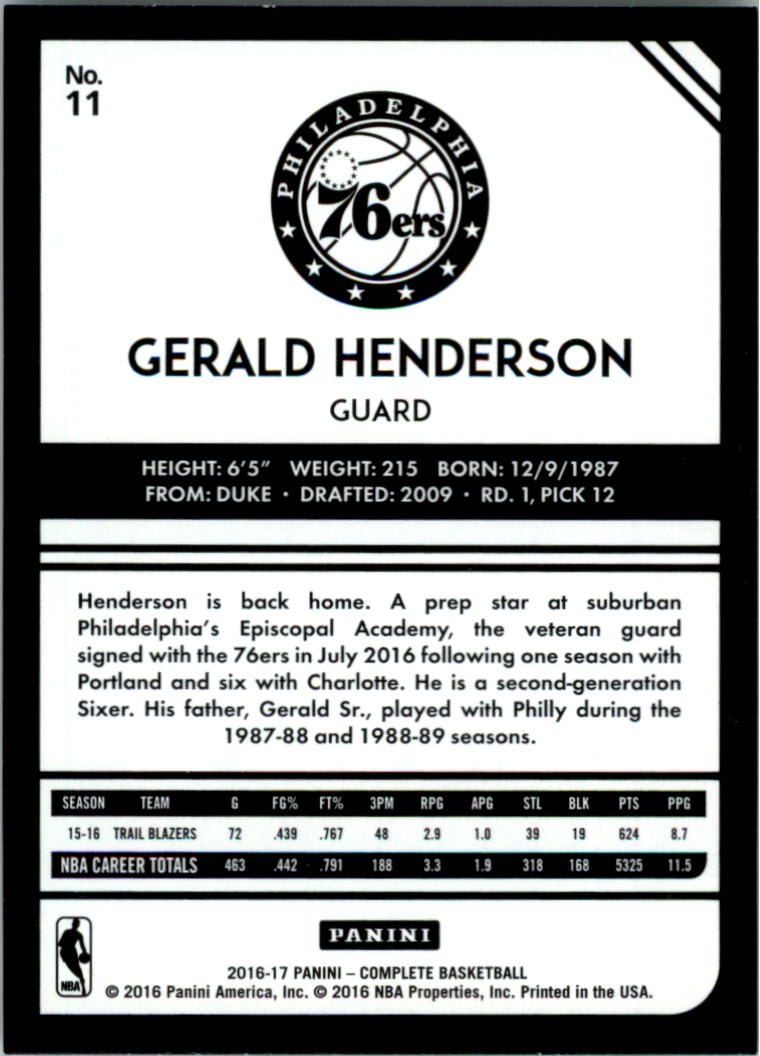 No.
11
PHILADELPHIA
76ers
GERALD HENDERSON
GUARD
HEIGHT: 6'5" WEIGHT: 215 BORN: 12/9/1987
FROM: DUKE • DRAFTED: 2009 • RD. 1, PICK 12
Henderson is back home. A prep star at suburban
Philadelphia's Episcopal Academy, the veteran guard
signed with the 76ers in July 2016 following one season with
Portland and six with Charlotte. He is a second-generation
Sixer. His father, Gerald Sr., played with Philly during the
1987-88 and 1988-89 seasons.
SEASON TEAM G FG% FT% 3PM RPG APG STL BLK PTS PPG
15-16 TRAIL BLAZERS 72 .439 .767 48 2.9 1.0 39 19 624 8.7
NBA CAREER TOTALS 463 .442 .791 188 3.3 1.9 318 168 5325 11.5
PANINI
NBA
2016-17 PANINI – COMPLETE BASKETBALL
© 2016 Panini America, Inc. © 2016 NBA Properties, Inc. Printed in the USA.